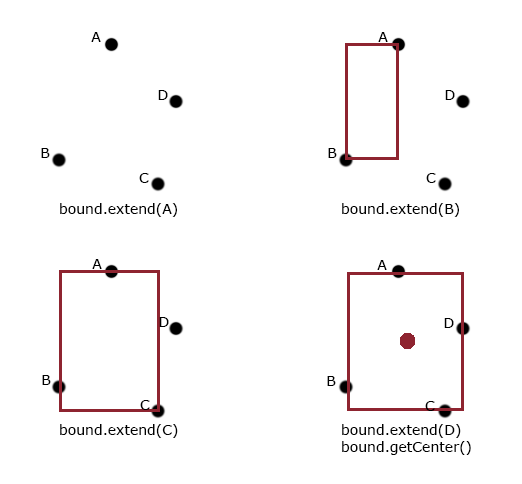 A
D
B
C
bound.extend(A)
A
D
B
C
bound.extend(B)
A
D
B
C
bound.extend(C)
A
D
B
C
bound.extend(D)
bound.getCenter()